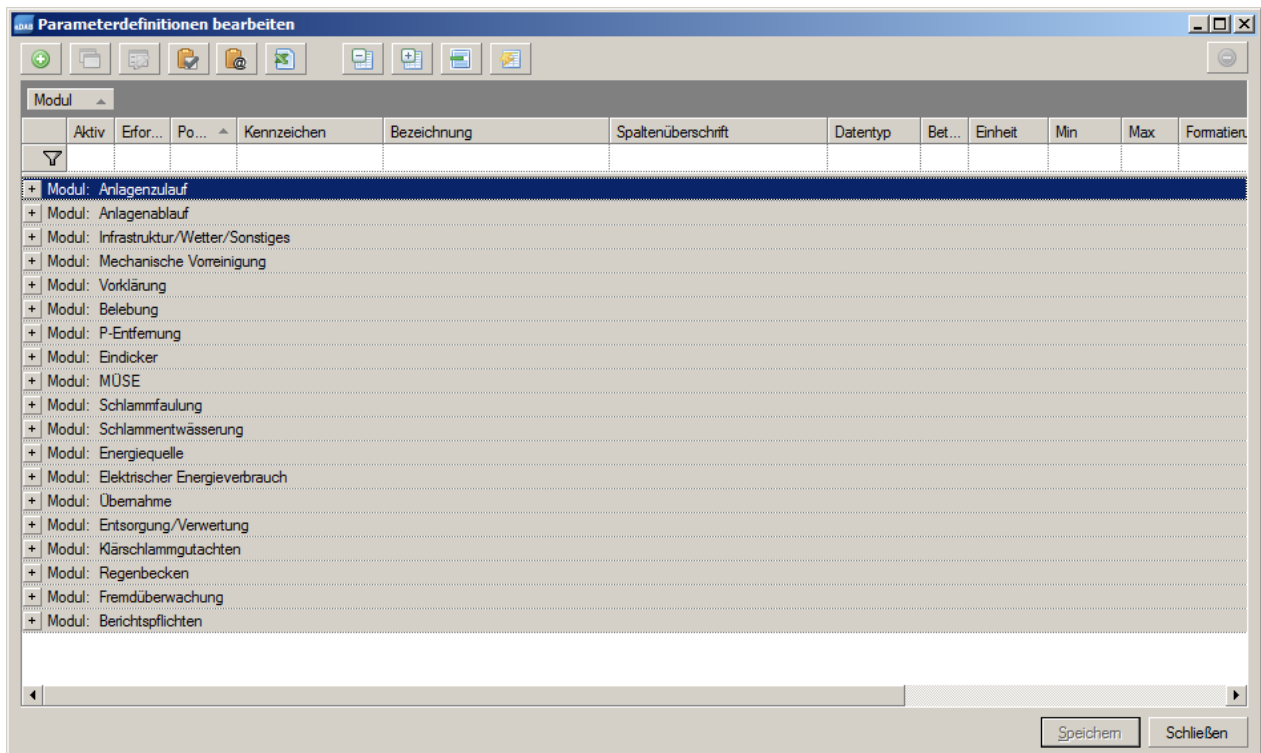 eDAB Parameterdefinitionen bearbeiten
Modul
Aktiv Erfor... Po... Kennzeichen Bezeichnung Spaltenüberschrift Datentyp Bet... Einheit Min Max Formatieru
Modul: Anlagenzulauf
Modul: Anlagenablauf
Modul: Infrastruktur/Wetter/Sonstiges
Modul: Mechanische Vorreinigung
Modul: Vorklärung
Modul: Belebung
Modul: P-Entfernung
Modul: Eindicker
Modul: MÜSE
Modul: Schlammfaulung
Modul: Schlammentwässerung
Modul: Energiequelle
Modul: Elektrischer Energieverbrauch
Modul: Übernahme
Modul: Entsorgung/Verwertung
Modul: Klärschlammgutachten
Modul: Regenbecken
Modul: Fremdüberwachung
Modul: Berichtspflichten
Speichern Schließen